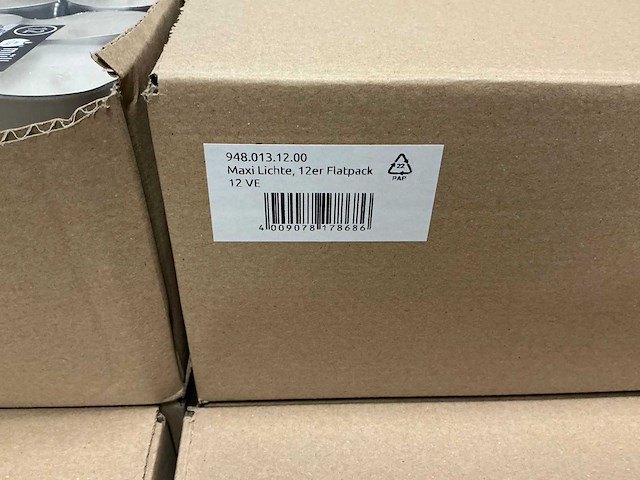 948.013.12.00
Maxi Lichte, 12er Flatpack
12 VE
22
PAP
4 009078 178686